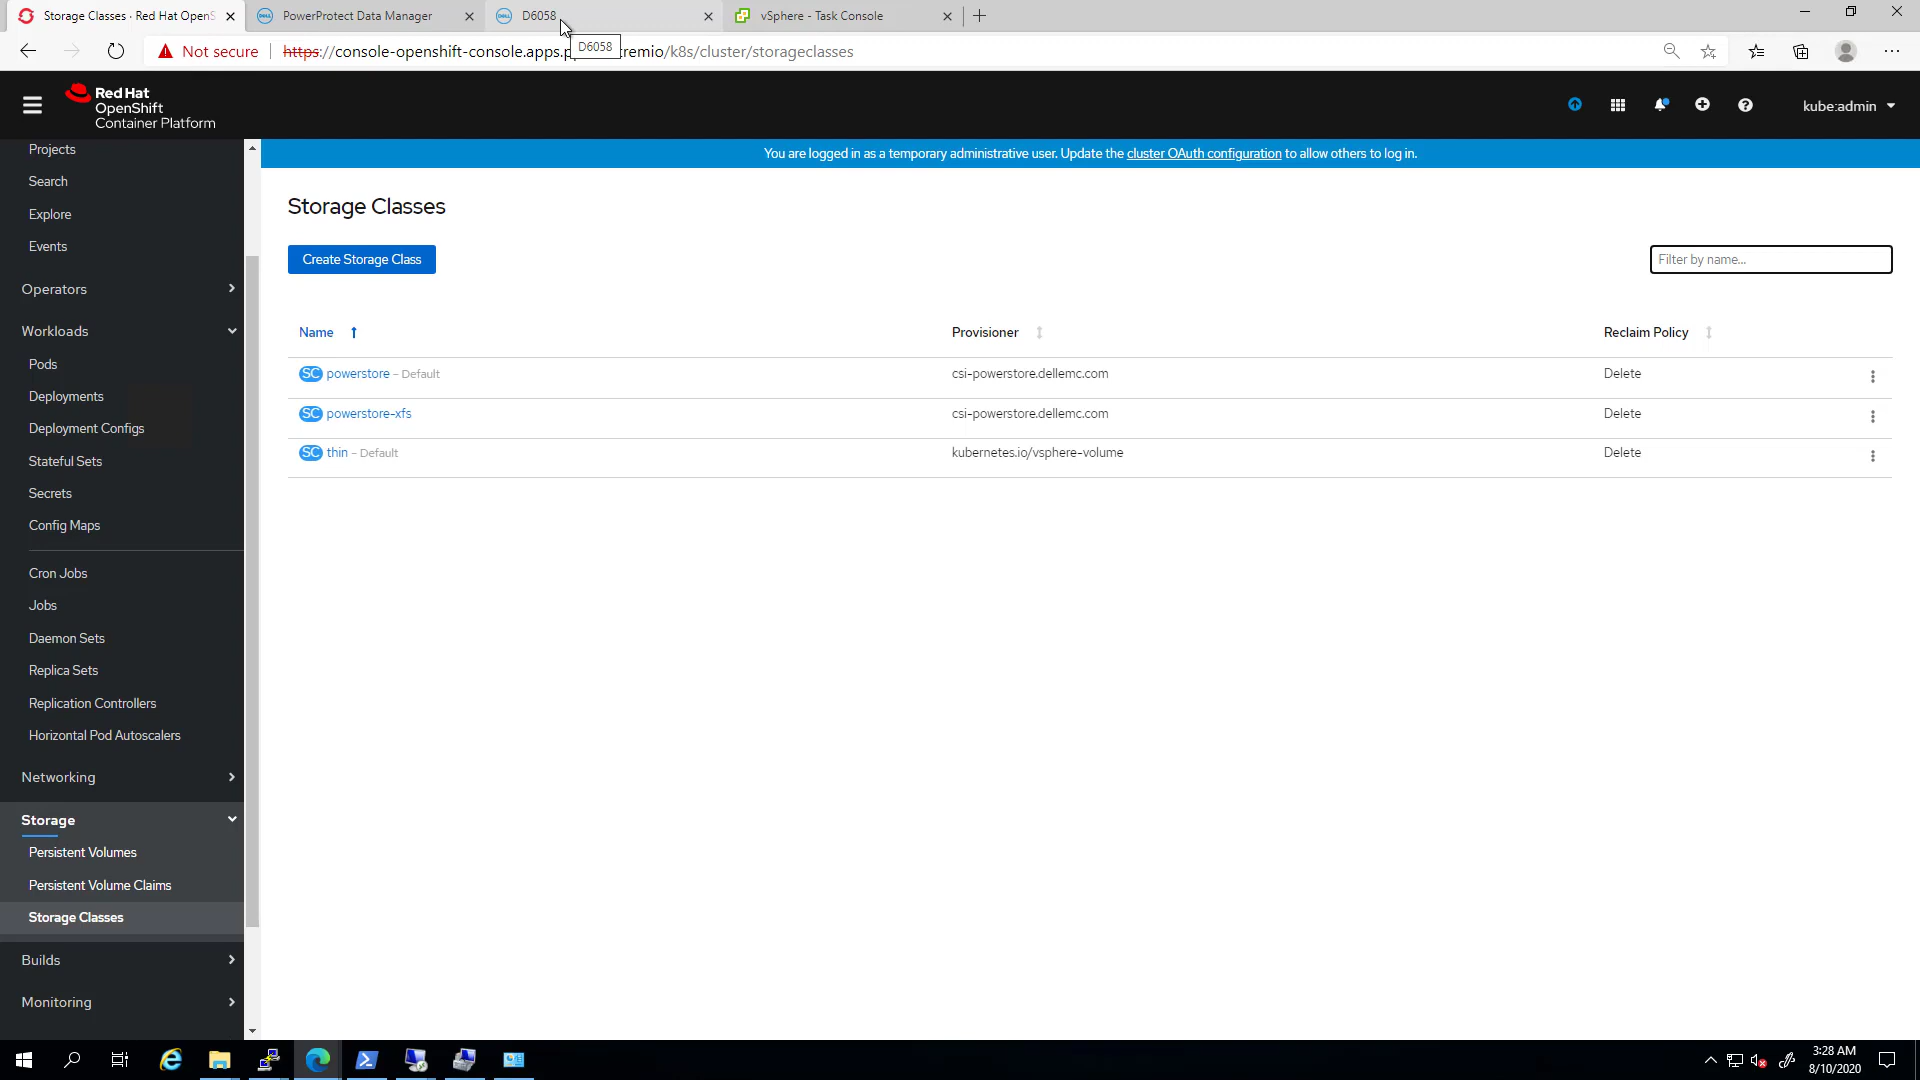 Storage Classes · Red Hat OpenS
PowerProtect Data Manager
D6058
vSphere - Task Console
D6058
Not secure
https://console-openshift-console.apps.p
tremio/k8s/cluster/storageclasses
Red Hat
OpenShift
Container Platform
kube:admin
You are logged in as a temporary administrative user. Update the cluster OAuth configuration to allow others to log in.
Projects
Search
Explore
Events
Operators
Workloads
Pods
Deployments
Deployment Configs
Stateful Sets
Secrets
Config Maps
Cron Jobs
Jobs
Daemon Sets
Replica Sets
Replication Controllers
Horizontal Pod Autoscalers
Networking
Storage
Persistent Volumes
Persistent Volume Claims
Storage Classes
Builds
Monitoring
Storage Classes
Create Storage Class
Filter by name...
Name Provisioner Reclaim Policy
SC powerstore – Default csi-powerstore.dellemc.com Delete
SC powerstore-xfs csi-powerstore.dellemc.com Delete
SC thin – Default kubernetes.io/vsphere-volume Delete
3:28 AM
8/10/2020